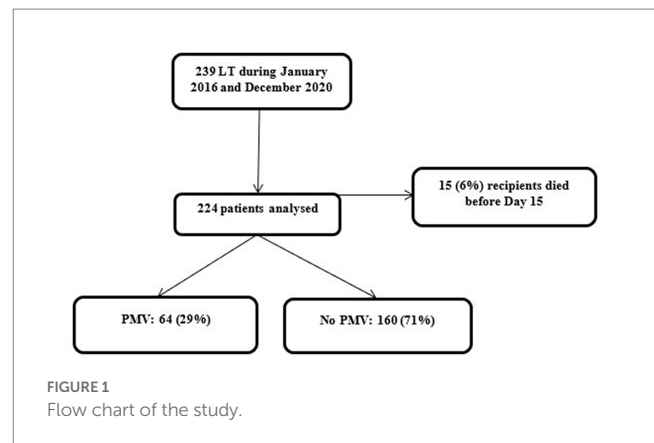 239 LT during January
2016 and December 2020
15 (6%) recipients died
before Day 15
224 patients analysed
PMV: 64 (29%)
No PMV: 160 (71%)
FIGURE 1
Flow chart of the study.